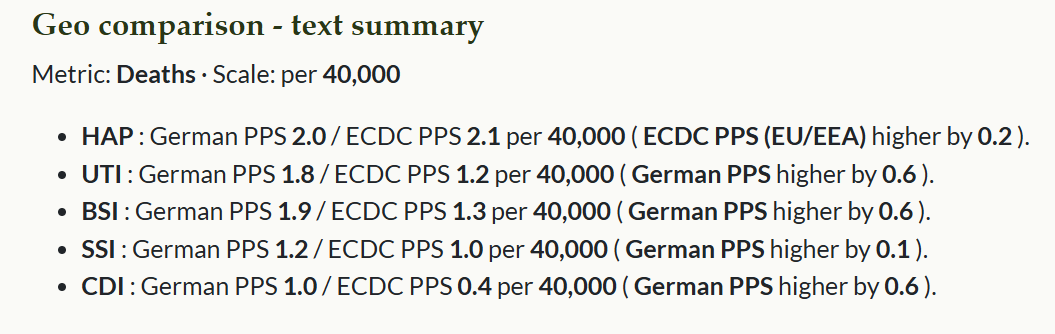 Geo comparison - text summary
Metric: Deaths · Scale: per 40,000
• HAP : German PPS 2.0 / ECDC PPS 2.1 per 40,000 ( ECDC PPS (EU/EEA) higher by 0.2 ).
• UTI : German PPS 1.8 / ECDC PPS 1.2 per 40,000 ( German PPS higher by 0.6 ).
• BSI : German PPS 1.9 / ECDC PPS 1.3 per 40,000 ( German PPS higher by 0.6 ).
• SSI : German PPS 1.2 / ECDC PPS 1.0 per 40,000 ( German PPS higher by 0.1 ).
• CDI : German PPS 1.0 / ECDC PPS 0.4 per 40,000 ( German PPS higher by 0.6 ).